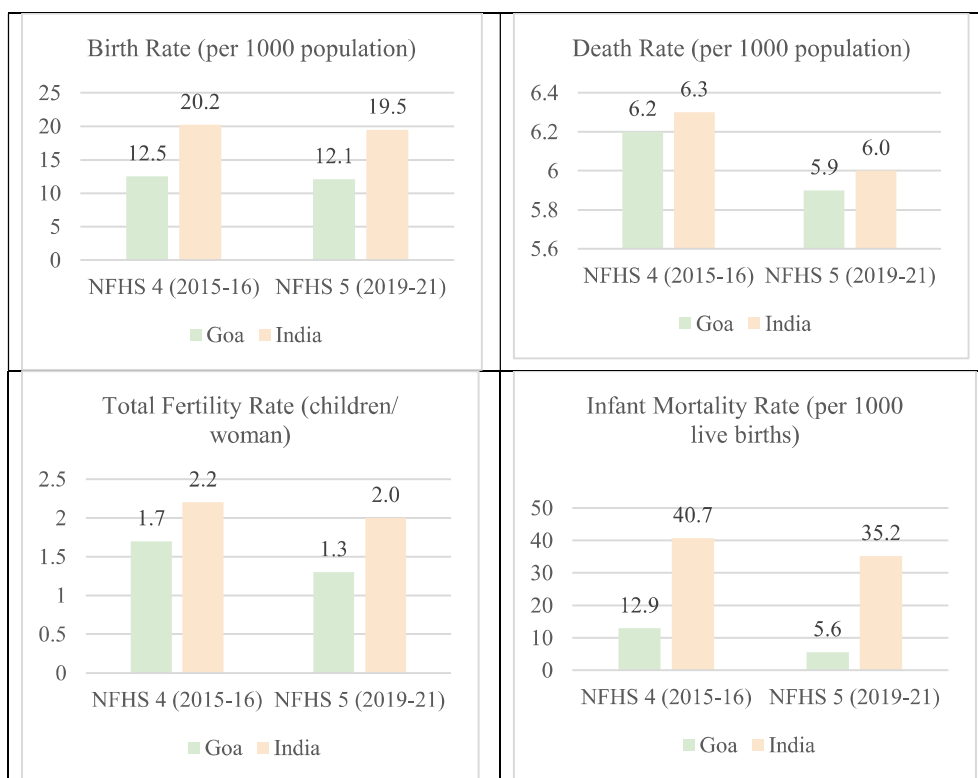 Birth Rate (per 1000 population)
25
20
15
10
5
0
12.5
20.2
12.1
19.5
NFHS 4 (2015-16) NFHS 5 (2019-21)
Goa India
Death Rate (per 1000 population)
6.4
6.2
6
5.8
5.6
6.2
6.3
5.9
6.0
NFHS 4 (2015-16) NFHS 5 (2019-21)
Goa India
Total Fertility Rate (children/
woman)
2.5
2
1.5
1
0.5
0
1.7
2.2
1.3
2.0
NFHS 4 (2015-16) NFHS 5 (2019-21)
Goa India
Infant Mortality Rate (per 1000
live births)
50
40
30
20
10
0
12.9
40.7
5.6
35.2
NFHS 4 (2015-16) NFHS 5 (2019-21)
Goa India